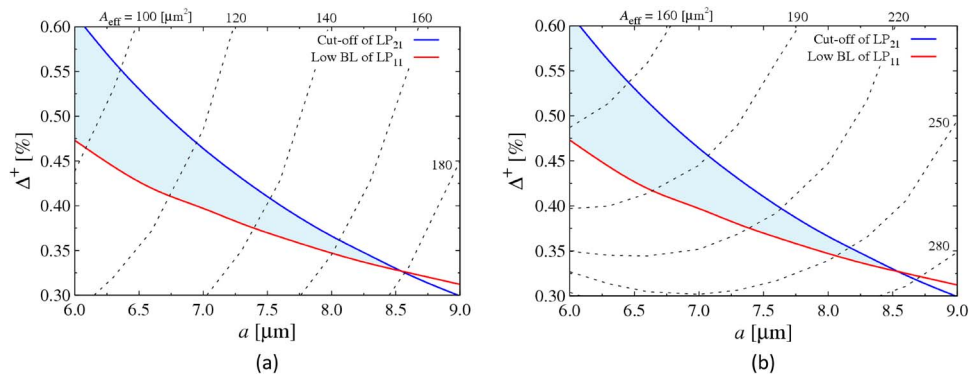 A_eff = 100 [μm²] 120 140 160
0.60
Cut-off of LP₂₁
Low BL of LP₁₁
0.55
0.50
0.45
180
0.40
0.35
0.30
Δ⁺ [%]
6.0 6.5 7.0 7.5 8.0 8.5 9.0
a [μm]
(a)
A_eff = 160 [μm²] 190 220
0.60
Cut-off of LP₂₁
Low BL of LP₁₁
0.55
0.50
250
0.45
0.40
0.35
280
0.30
Δ⁺ [%]
6.0 6.5 7.0 7.5 8.0 8.5 9.0
a [μm]
(b)